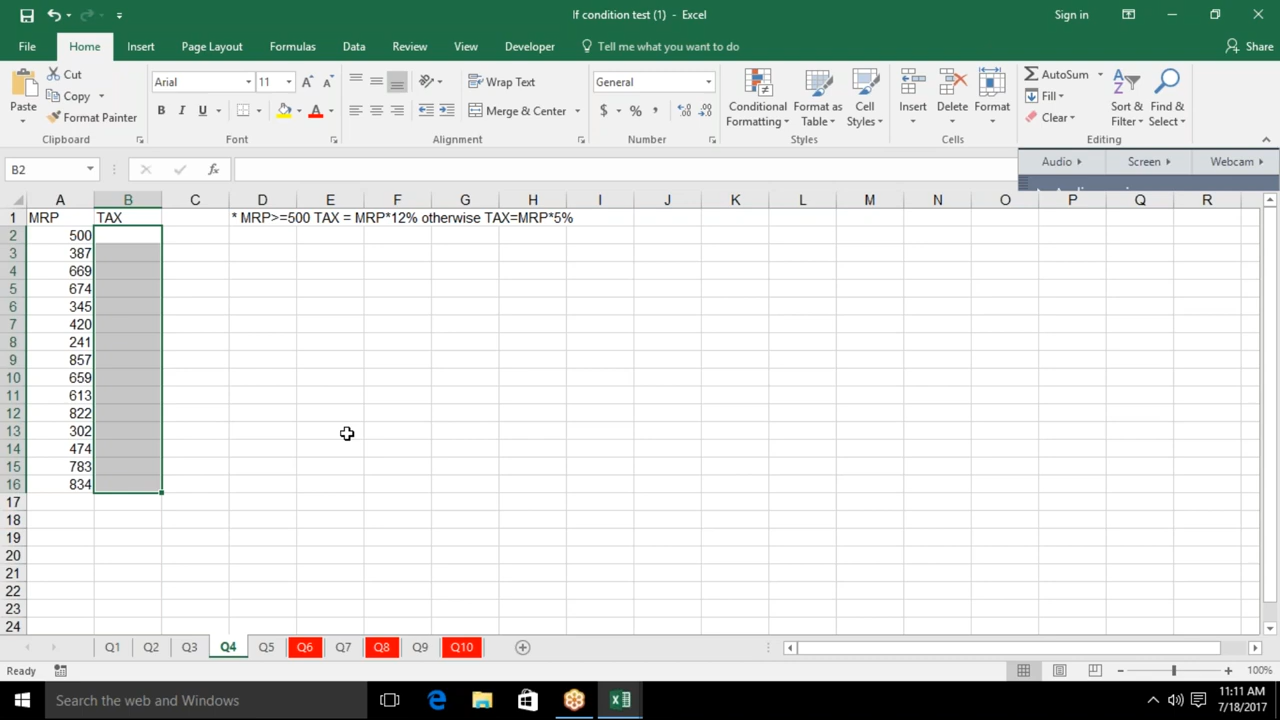 If condition test (1) - Excel
Sign in
File Home Insert Page Layout Formulas Data Review View Developer Tell me what you want to do Share
Paste Cut Copy Format Painter
Clipboard
Arial 11
B I U
Font
Wrap Text
Merge & Center
Alignment
General
$ % ,
Number
Conditional Formatting
Format as Table
Cell Styles
Styles
Insert Delete Format
Cells
AutoSum
Fill
Clear
Sort & Filter
Find & Select
Editing
B2 fx
Audio Screen Webcam
A B C D E F G H I J K L M N O P Q R
1 MRP TAX * MRP>=500 TAX = MRP*12% otherwise TAX=MRP*5%
2 500
3 387
4 669
5 674
6 345
7 420
8 241
9 857
10 659
11 613
12 822
13 302
14 474
15 783
16 834
17
18
19
20
21
22
23
24
Q1 Q2 Q3 Q4 Q5 Q6 Q7 Q8 Q9 Q10
Ready 100%
Search the web and Windows
11:11 AM
7/18/2017